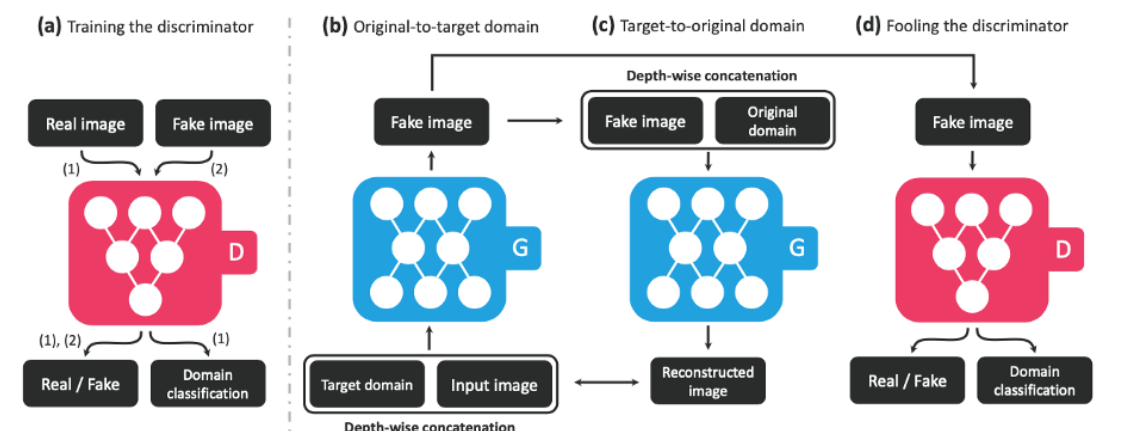 (a) Training the discriminator
(b) Original-to-target domain
(c) Target-to-original domain
(d) Fooling the discriminator
Real image
Fake image
(1)
(2)
D
(1), (2)
(1)
Real / Fake
Domain
classification
Fake image
G
Target domain
Input image
Depth-wise concatenation
Depth-wise concatenation
Fake image
Original
domain
G
Reconstructed
image
Fake image
D
Real / Fake
Domain
classification